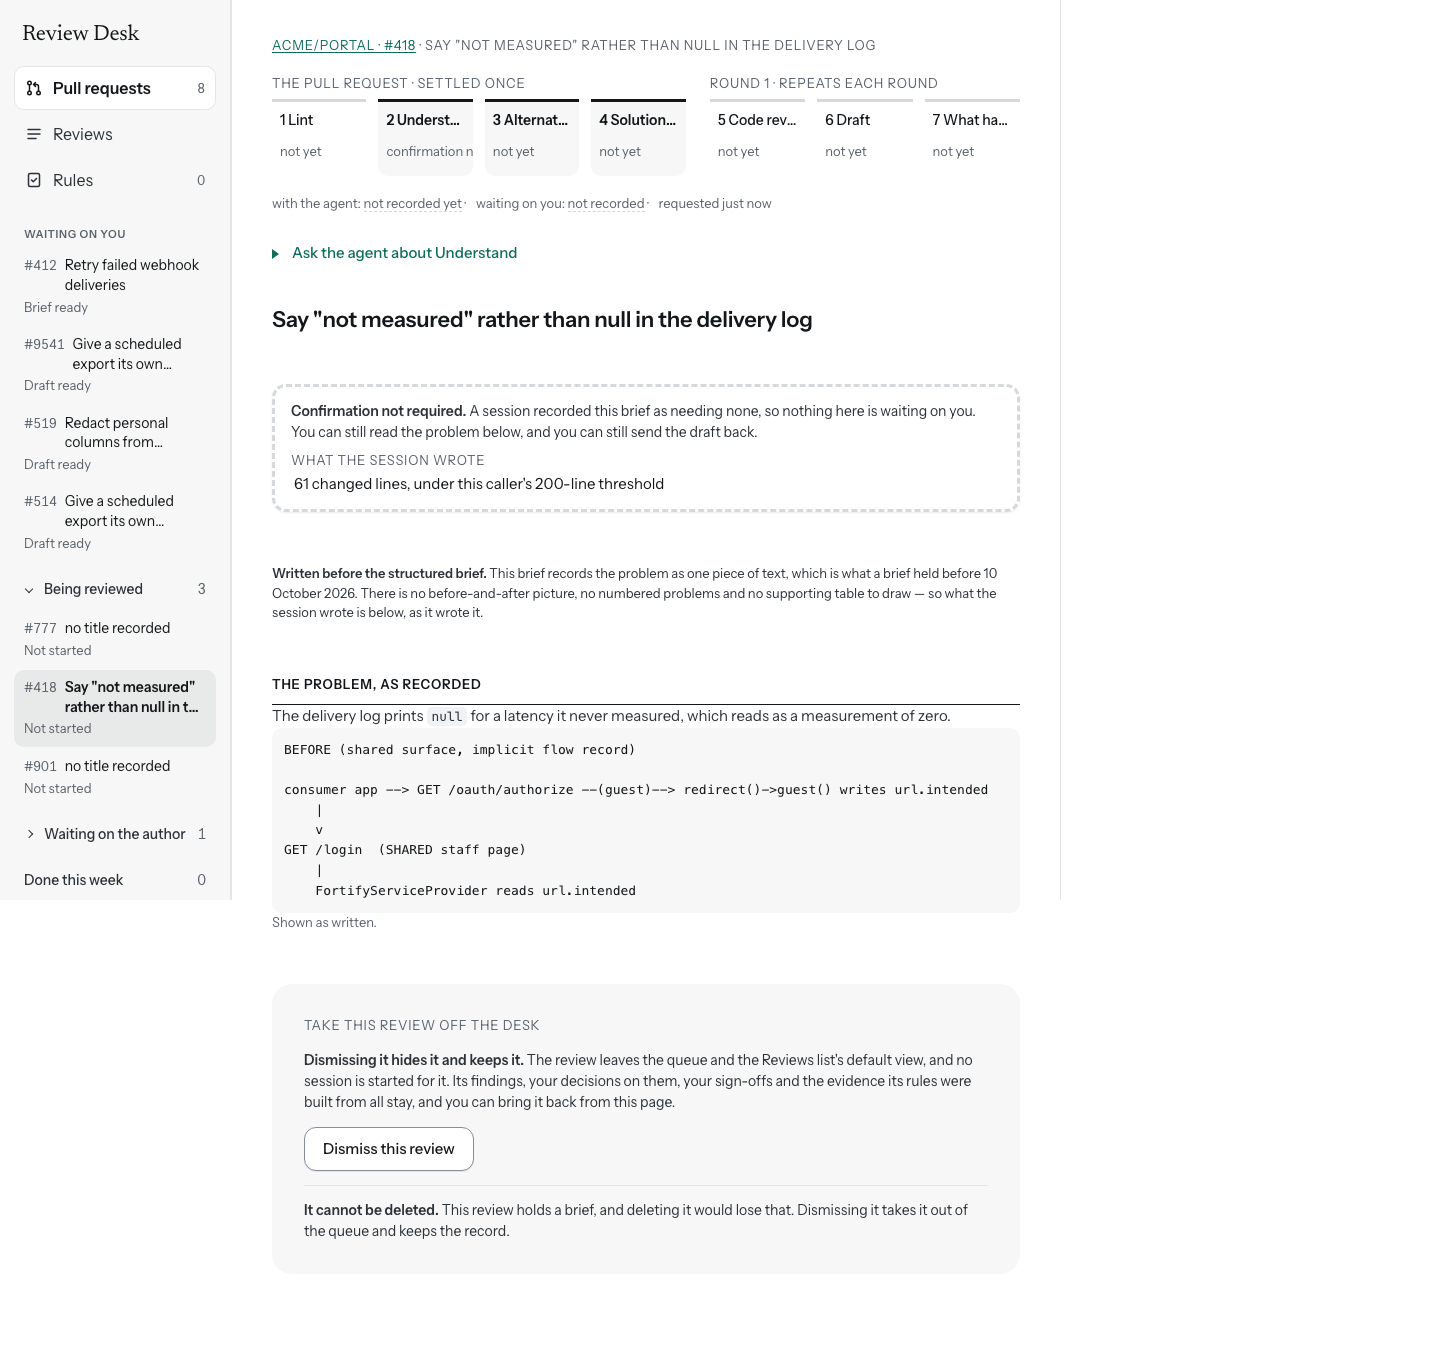 Review Desk
Pull requests 8
Reviews
Rules 0
WAITING ON YOU
#412 Retry failed webhook
deliveries
Brief ready
#9541 Give a scheduled
export its own...
Draft ready
#519 Redact personal
columns from...
Draft ready
#514 Give a scheduled
export its own...
Draft ready
Being reviewed 3
#777 no title recorded
Not started
#418 Say "not measured"
rather than null in t...
Not started
#901 no title recorded
Not started
Waiting on the author 1
Done this week 0
ACME/PORTAL · #418 · SAY "NOT MEASURED" RATHER THAN NULL IN THE DELIVERY LOG
THE PULL REQUEST · SETTLED ONCE
ROUND 1 · REPEATS EACH ROUND
1 Lint
not yet
2 Underst...
confirmation n
3 Alternat...
not yet
4 Solution...
not yet
5 Code rev...
not yet
6 Draft
not yet
7 What ha...
not yet
with the agent: not recorded yet · waiting on you: not recorded · requested just now
Ask the agent about Understand
Say "not measured" rather than null in the delivery log
Confirmation not required. A session recorded this brief as needing none, so nothing here is waiting on you.
You can still read the problem below, and you can still send the draft back.
WHAT THE SESSION WROTE
61 changed lines, under this caller's 200-line threshold
Written before the structured brief. This brief records the problem as one piece of text, which is what a brief held before 10
October 2026. There is no before-and-after picture, no numbered problems and no supporting table to draw — so what the
session wrote is below, as it wrote it.
THE PROBLEM, AS RECORDED
The delivery log prints null for a latency it never measured, which reads as a measurement of zero.
BEFORE (shared surface, implicit flow record)
consumer app --> GET /oauth/authorize --(guest)--> redirect()->guest() writes url.intended
|
v
GET /login  (SHARED staff page)
|
FortifyServiceProvider reads url.intended
Shown as written.
TAKE THIS REVIEW OFF THE DESK
Dismissing it hides it and keeps it. The review leaves the queue and the Reviews list's default view, and no
session is started for it. Its findings, your decisions on them, your sign-offs and the evidence its rules were
built from all stay, and you can bring it back from this page.
Dismiss this review
It cannot be deleted. This review holds a brief, and deleting it would lose that. Dismissing it takes it out of
the queue and keeps the record.